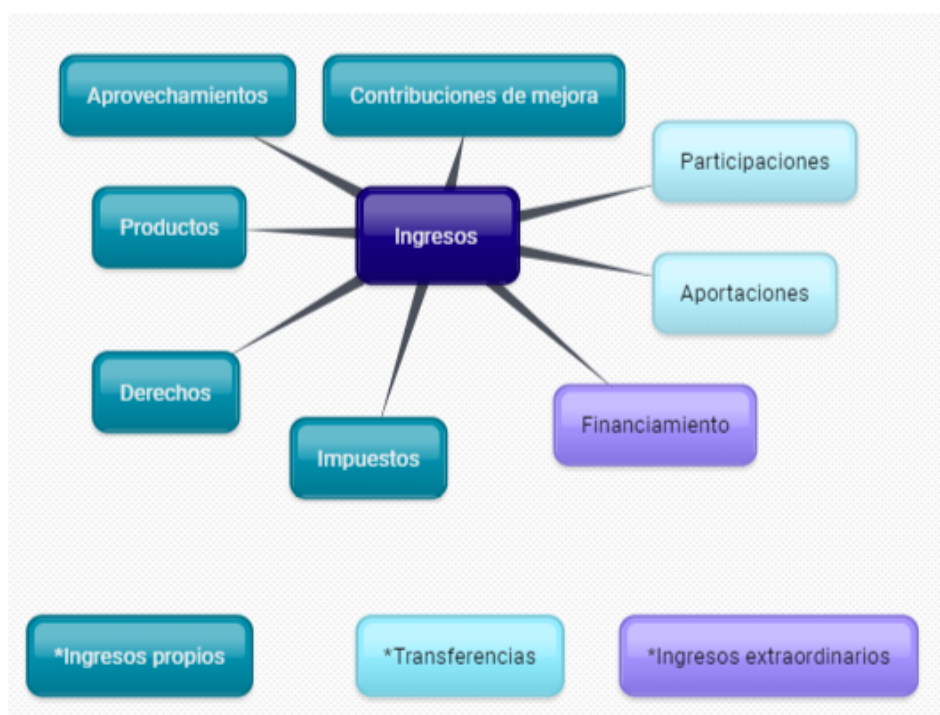 Aprovechamientos
Contribuciones de mejora
Participaciones
Productos
Ingresos
Aportaciones
Derechos
Financiamiento
Impuestos
*Ingresos propios
*Transferencias
*Ingresos extraordinarios